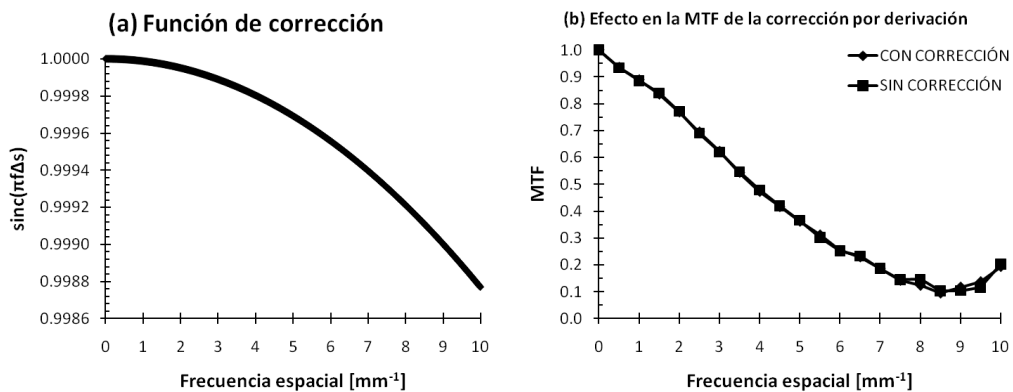 (a) Función de corrección
1.0000
0.9998
0.9996
0.9994
0.9992
0.9990
0.9988
0.9986
sinc(πfΔs)
0 1 2 3 4 5 6 7 8 9 10
Frecuencia espacial [mm⁻¹]
(b) Efecto en la MTF de la corrección por derivación
CON CORRECCIÓN
SIN CORRECCIÓN
1.0
0.9
0.8
0.7
0.6
0.5
0.4
0.3
0.2
0.1
0.0
MTF
0 1 2 3 4 5 6 7 8 9 10
Frecuencia espacial [mm⁻¹]